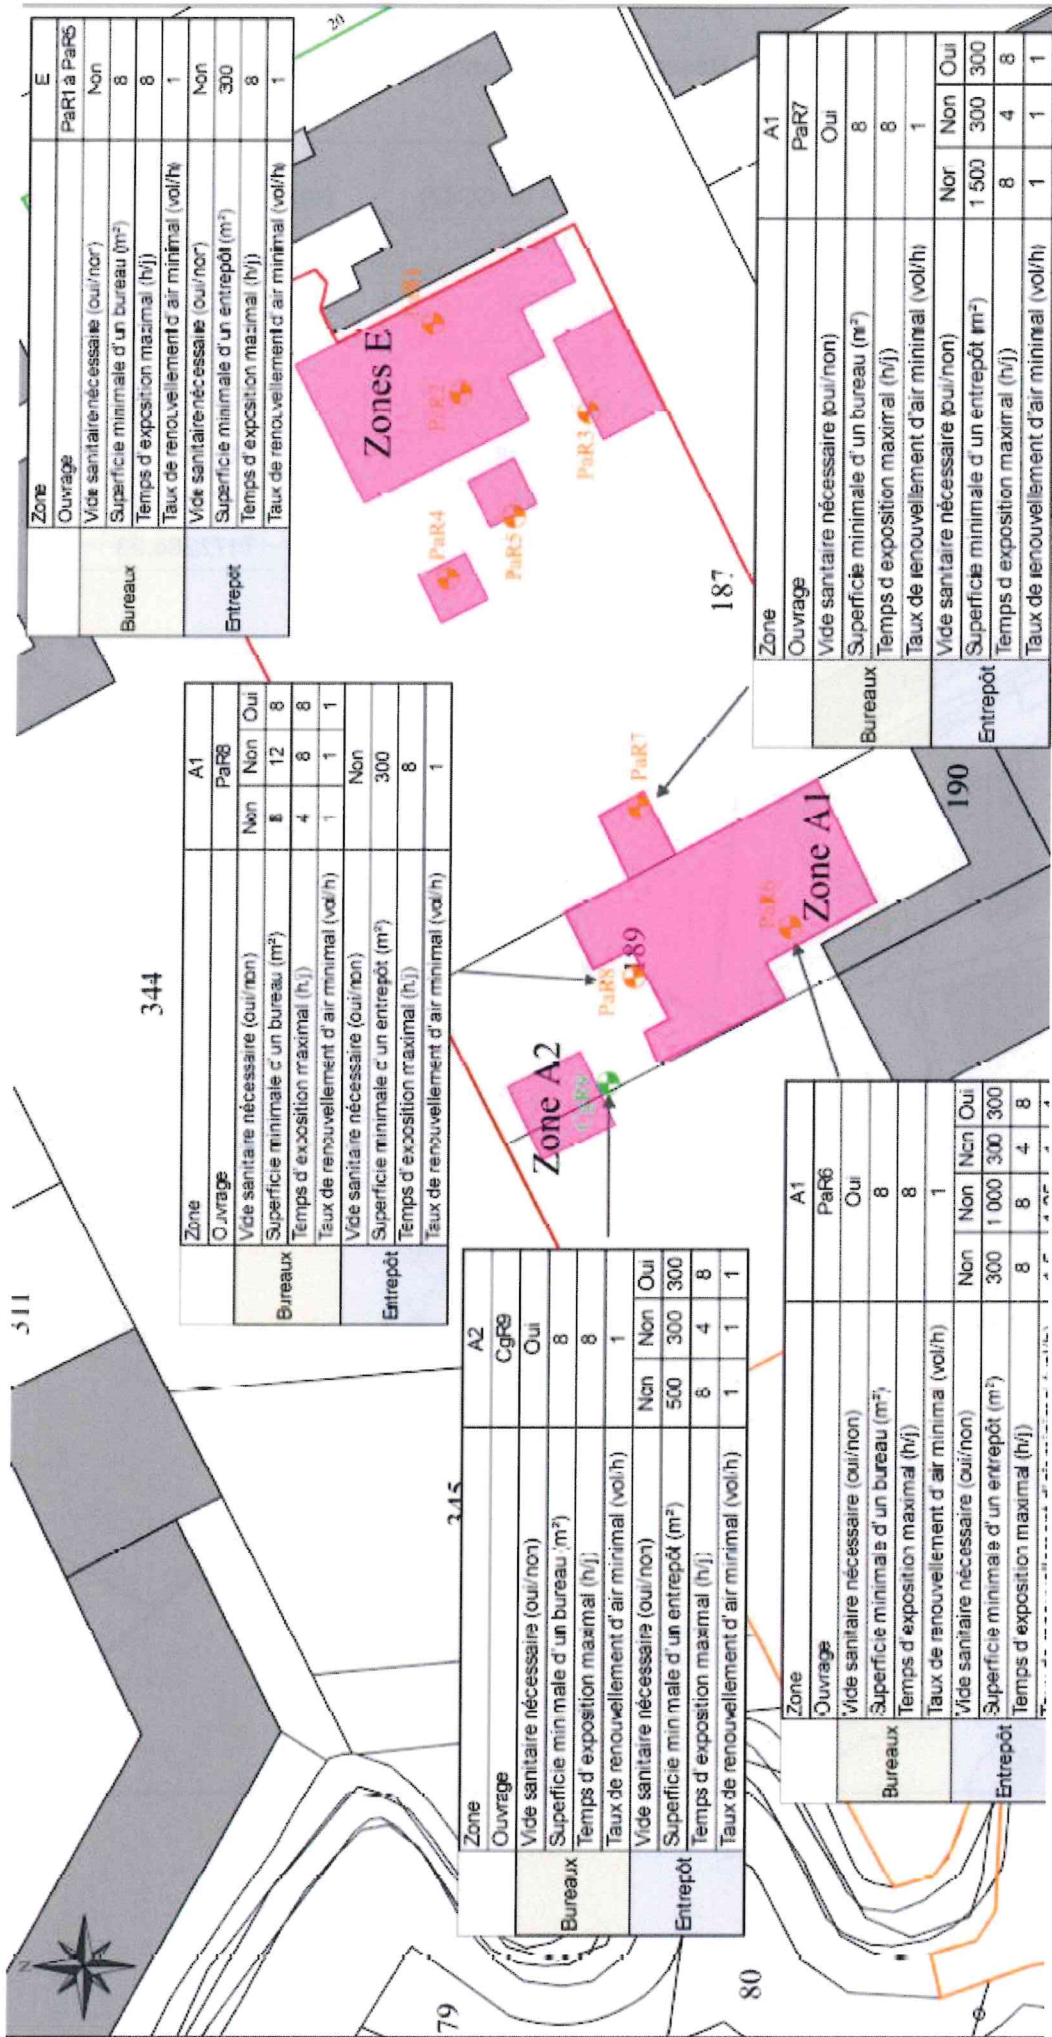 311
344
345
79
80
187
190
189
20
N
Zones E
Zone A1
Zone A2
PaR2
PaR3
PaR4
PaR5
PaR6
PaR7
PaR8
CgR9
Zone E
Ouvrage PaR1 à PaR5
Bureaux
Vide sanitaire nécessaire (oui/non) Non
Superficie minimale d'un bureau (m²) 8
Temps d'exposition maximal (h/j) 8
Taux de renouvellement d'air minimal (vol/h) 1
Entrepôt
Vide sanitaire nécessaire (oui/non) Non
Superficie minimale d'un entrepôt (m²) 300
Temps d'exposition maximal (h/j) 8
Taux de renouvellement d'air minimal (vol/h) 1
Zone A1
Ouvrage PaR8
Bureaux
Vide sanitaire nécessaire (oui/non) Non Non Oui
Superficie minimale d'un bureau (m²) 8 12 8
Temps d'exposition maximal (h/j) 4 8 8
Taux de renouvellement d'air minimal (vol/h) 1 1 1
Entrepôt
Vide sanitaire nécessaire (oui/non) Non
Superficie minimale d'un entrepôt (m²) 300
Temps d'exposition maximal (h/j) 8
Taux de renouvellement d'air minimal (vol/h) 1
Zone A2
Ouvrage CgR9
Bureaux
Vide sanitaire nécessaire (oui/non) Oui
Superficie minimale d'un bureau (m²) 8
Temps d'exposition maximal (h/j) 8
Taux de renouvellement d'air minimal (vol/h) 1
Entrepôt
Vide sanitaire nécessaire (oui/non) Non Non Oui
Superficie minimale d'un entrepôt (m²) 500 300 300
Temps d'exposition maximal (h/j) 8 4 8
Taux de renouvellement d'air minimal (vol/h) 1 1 1
Zone A1
Ouvrage PaR7
Bureaux
Vide sanitaire nécessaire (oui/non) Oui
Superficie minimale d'un bureau (m²) 8
Temps d'exposition maximal (h/j) 8
Taux de renouvellement d'air minimal (vol/h) 1
Entrepôt
Vide sanitaire nécessaire (oui/non) Non Non Oui
Superficie minimale d'un entrepôt (m²) 1 500 300 300
Temps d'exposition maximal (h/j) 8 4 8
Taux de renouvellement d'air minimal (vol/h) 1 1 1
Zone A1
Ouvrage PaR6
Bureaux
Vide sanitaire nécessaire (oui/non) Oui
Superficie minimale d'un bureau (m²) 8
Temps d'exposition maximal (h/j) 8
Taux de renouvellement d'air minima (vol/h) 1
Entrepôt
Vide sanitaire nécessaire (oui/non) Non Non Non Oui
Superficie minimale d'un entrepôt (m²) 300 1 000 300 300
Temps d'exposition maximal (h/j) 8 8 4 8